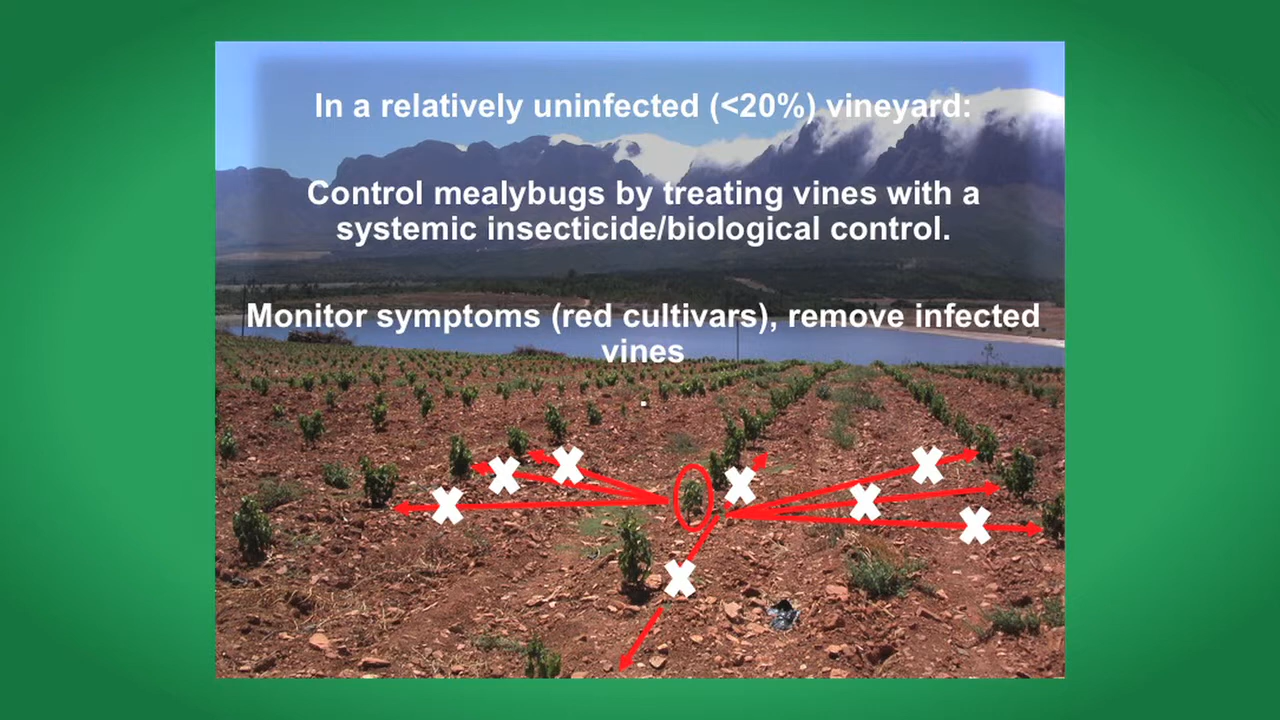 In a relatively uninfected (<20%) vineyard:
Control mealybugs by treating vines with a
systemic insecticide/biological control.
Monitor symptoms (red cultivars), remove infected
vines